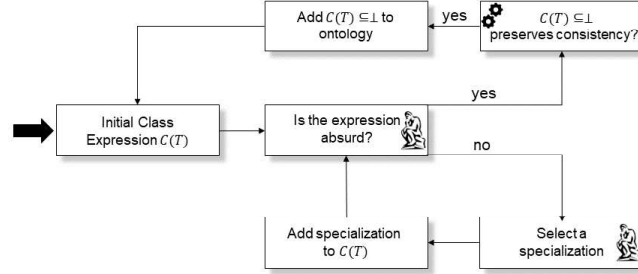 Add C(T) ⊆⊥ to
ontology
yes
C(T) ⊆⊥
preserves consistency?
yes
Initial Class
Expression C(T)
Is the expression
absurd?
no
Add specialization
to C(T)
Select a
specialization